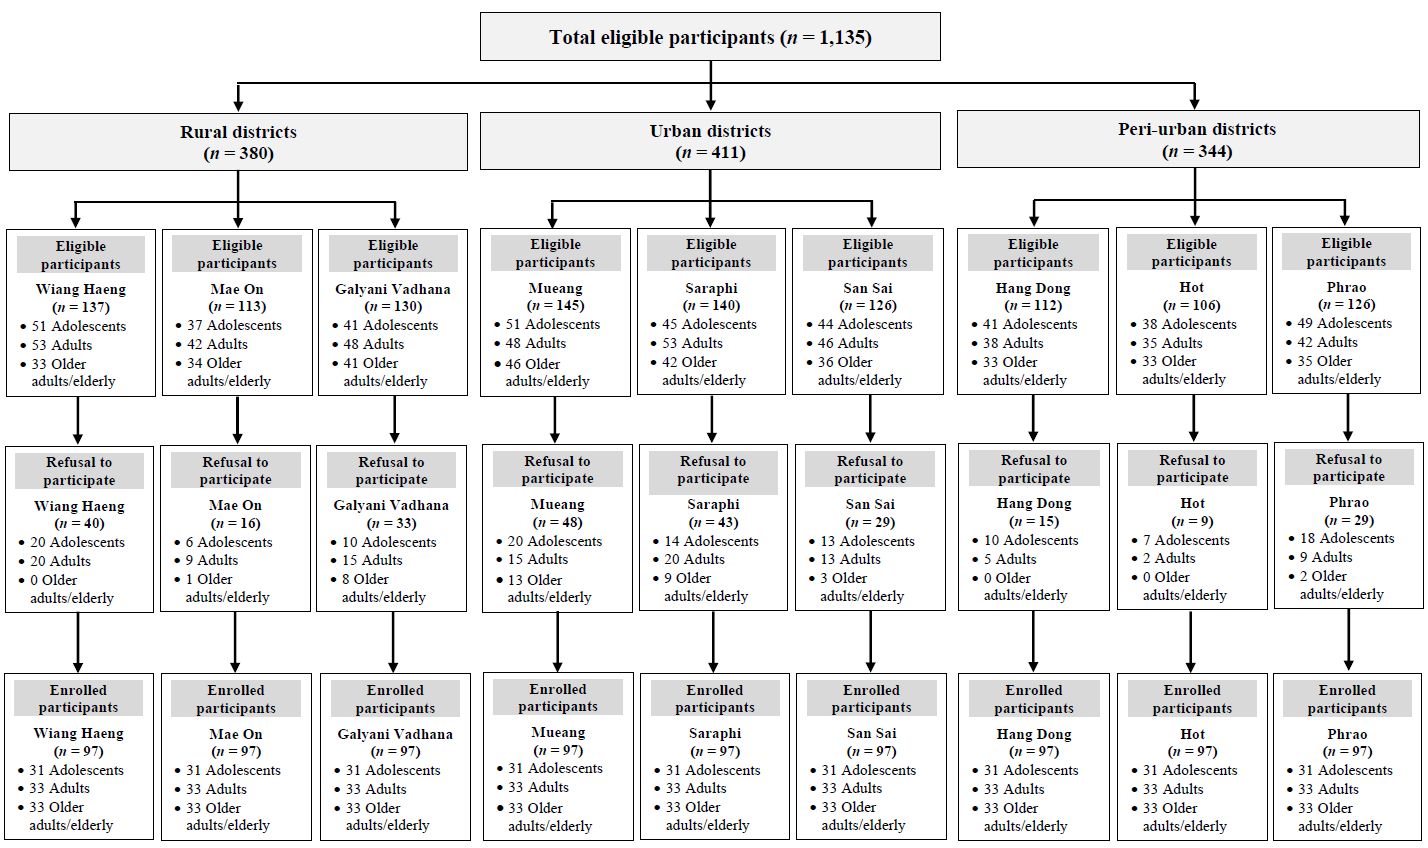 Total eligible participants (n = 1,135)
Rural districts
(n = 380)
Urban districts
(n = 411)
Peri-urban districts
(n = 344)
Eligible
participants
Wiang Haeng
(n = 137)
• 51 Adolescents
• 53 Adults
• 33 Older
adults/elderly
Eligible
participants
Mae On
(n = 113)
• 37 Adolescents
• 42 Adults
• 34 Older
adults/elderly
Eligible
participants
Galyani Vadhana
(n = 130)
• 41 Adolescents
• 48 Adults
• 41 Older
adults/elderly
Eligible
participants
Mueang
(n = 145)
• 51 Adolescents
• 48 Adults
• 46 Older
adults/elderly
Eligible
participants
Saraphi
(n = 140)
• 45 Adolescents
• 53 Adults
• 42 Older
adults/elderly
Eligible
participants
San Sai
(n = 126)
• 44 Adolescents
• 46 Adults
• 36 Older
adults/elderly
Eligible
participants
Hang Dong
(n = 112)
• 41 Adolescents
• 38 Adults
• 33 Older
adults/elderly
Eligible
participants
Hot
(n = 106)
• 38 Adolescents
• 35 Adults
• 33 Older
adults/elderly
Eligible
participants
Phrao
(n = 126)
• 49 Adolescents
• 42 Adults
• 35 Older
adults/elderly
Refusal to
participate
Wiang Haeng
(n = 40)
• 20 Adolescents
• 20 Adults
• 0 Older
adults/elderly
Refusal to
participate
Mae On
(n = 16)
• 6 Adolescents
• 9 Adults
• 1 Older
adults/elderly
Refusal to
participate
Galyani Vadhana
(n = 33)
• 10 Adolescents
• 15 Adults
• 8 Older
adults/elderly
Refusal to
participate
Mueang
(n = 48)
• 20 Adolescents
• 15 Adults
• 13 Older
adults/elderly
Refusal to
participate
Saraphi
(n = 43)
• 14 Adolescents
• 20 Adults
• 9 Older
adults/elderly
Refusal to
participate
San Sai
(n = 29)
• 13 Adolescents
• 13 Adults
• 3 Older
adults/elderly
Refusal to
participate
Hang Dong
(n = 15)
• 10 Adolescents
• 5 Adults
• 0 Older
adults/elderly
Refusal to
participate
Hot
(n = 9)
• 7 Adolescents
• 2 Adults
• 0 Older
adults/elderly
Refusal to
participate
Phrao
(n = 29)
• 18 Adolescents
• 9 Adults
• 2 Older
adults/elderly
Enrolled
participants
Wiang Haeng
(n = 97)
• 31 Adolescents
• 33 Adults
• 33 Older
adults/elderly
Enrolled
participants
Mae On
(n = 97)
• 31 Adolescents
• 33 Adults
• 33 Older
adults/elderly
Enrolled
participants
Galyani Vadhana
(n = 97)
• 31 Adolescents
• 33 Adults
• 33 Older
adults/elderly
Enrolled
participants
Mueang
(n = 97)
• 31 Adolescents
• 33 Adults
• 33 Older
adults/elderly
Enrolled
participants
Saraphi
(n = 97)
• 31 Adolescents
• 33 Adults
• 33 Older
adults/elderly
Enrolled
participants
San Sai
(n = 97)
• 31 Adolescents
• 33 Adults
• 33 Older
adults/elderly
Enrolled
participants
Hang Dong
(n = 97)
• 31 Adolescents
• 33 Adults
• 33 Older
adults/elderly
Enrolled
participants
Hot
(n = 97)
• 31 Adolescents
• 33 Adults
• 33 Older
adults/elderly
Enrolled
participants
Phrao
(n = 97)
• 31 Adolescents
• 33 Adults
• 33 Older
adults/elderly